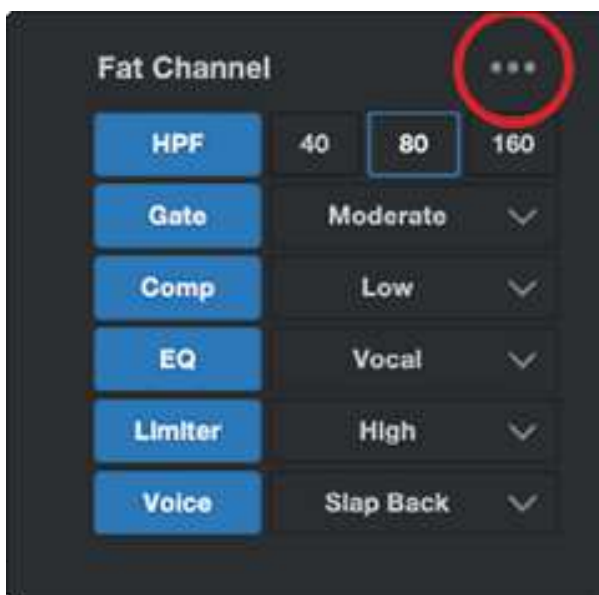 Fat Channel
HPF 40 80 160
Gate Moderate
Comp Low
EQ Vocal
Limiter High
Voice Slap Back